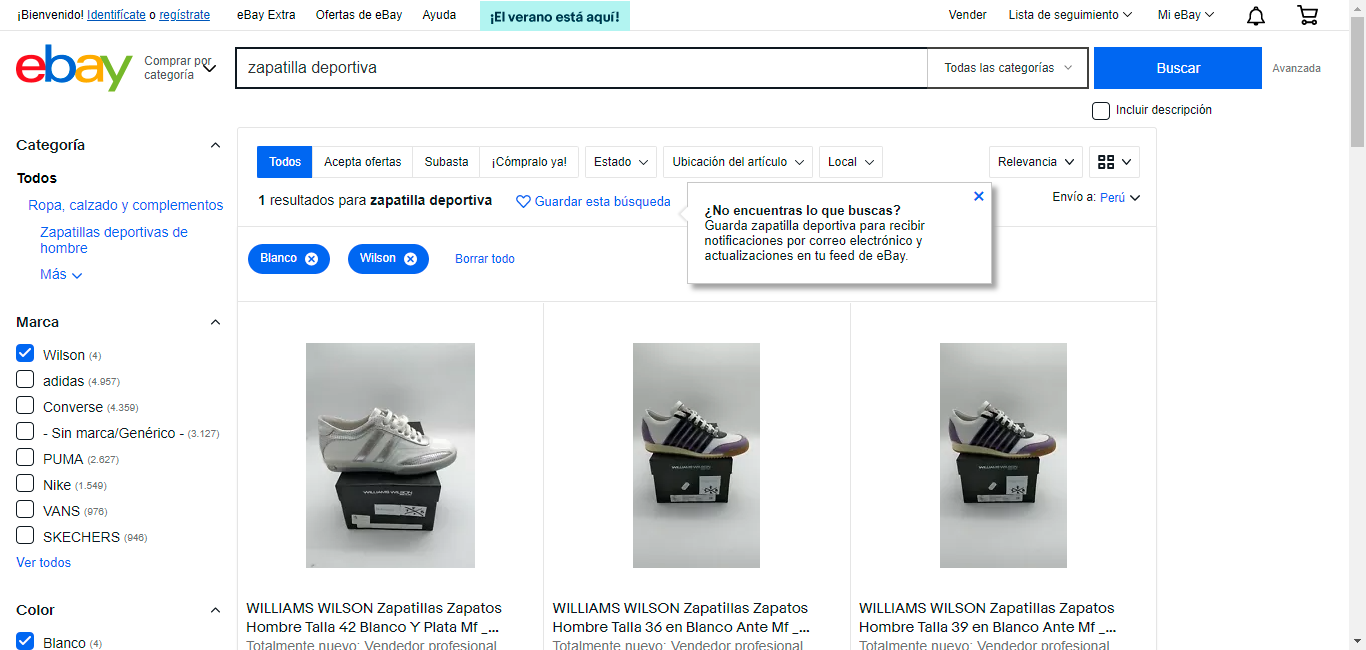 ¡Bienvenido! Identifícate o regístrate eBay Extra Ofertas de eBay Ayuda ¡El verano está aquí! Vender Lista de seguimiento Mi eBay
ebay Comprar por categoría zapatilla deportiva Todas las categorías Buscar Avanzada
Incluir descripción
Categoría
Todos
Ropa, calzado y complementos
Zapatillas deportivas de
hombre
Más
Marca
Wilson (4)
adidas (4.957)
Converse (4.359)
- Sin marca/Genérico - (3.127)
PUMA (2.627)
Nike (1.549)
VANS (976)
SKECHERS (946)
Ver todos
Color
Blanco (4)
Todos Acepta ofertas Subasta ¡Cómpralo ya! Estado Ubicación del artículo Local Relevancia
1 resultados para zapatilla deportiva Guardar esta búsqueda Envío a: Perú
¿No encuentras lo que buscas?
Guarda zapatilla deportiva para recibir
notificaciones por correo electrónico y
actualizaciones en tu feed de eBay.
Blanco Wilson Borrar todo
WILLIAMS WILSON
WILLIAMS WILSON
WILLIAMS WILSON
WILLIAMS WILSON Zapatillas Zapatos
Hombre Talla 42 Blanco Y Plata Mf _...
Totalmente nuevo: Vendedor profesional
WILLIAMS WILSON Zapatillas Zapatos
Hombre Talla 36 en Blanco Ante Mf _...
Totalmente nuevo: Vendedor profesional
WILLIAMS WILSON Zapatillas Zapatos
Hombre Talla 39 en Blanco Ante Mf _...
Totalmente nuevo: Vendedor profesional